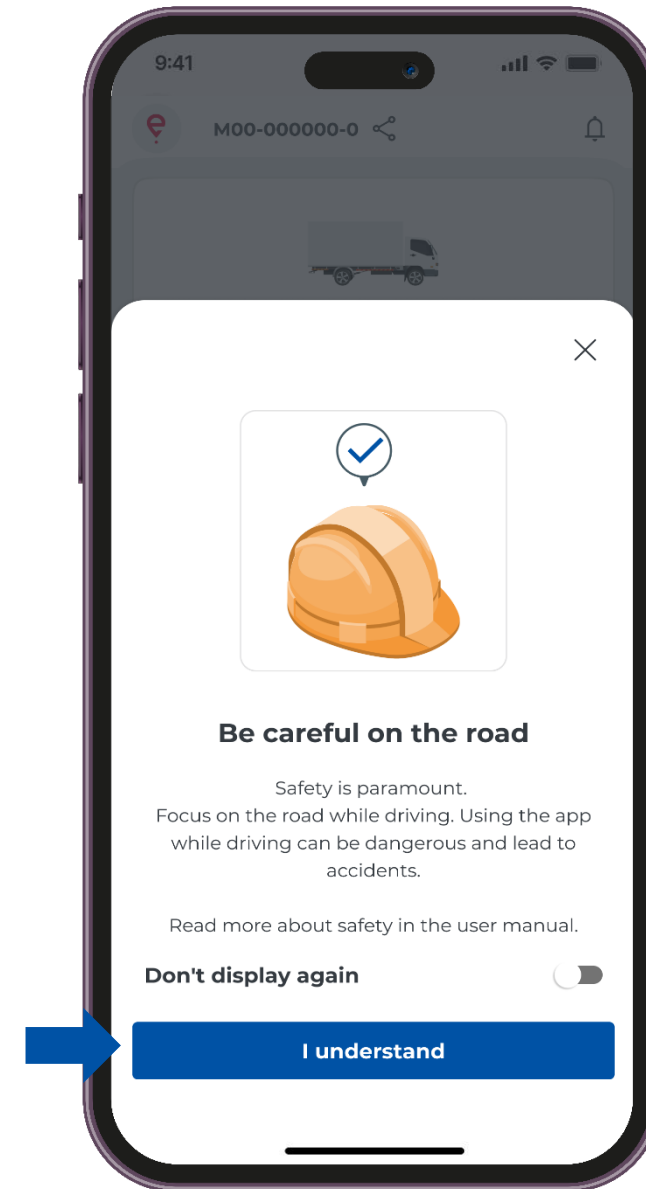 9:41
M00-000000-0
Be careful on the road
Safety is paramount.
Focus on the road while driving. Using the app
while driving can be dangerous and lead to
accidents.
Read more about safety in the user manual.
Don't display again
I understand